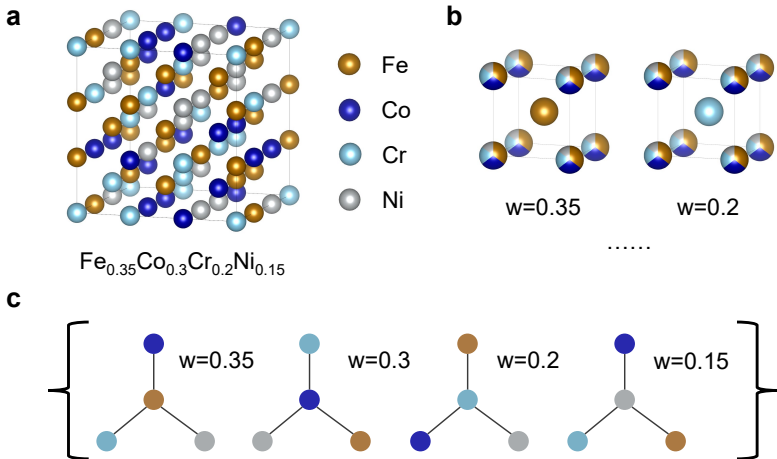 a
Fe
Co
Cr
Ni
Fe₀.₃₅Co₀.₃Cr₀.₂Ni₀.₁₅
b
w=0.35
w=0.2
......
c
w=0.35
w=0.3
w=0.2
w=0.15